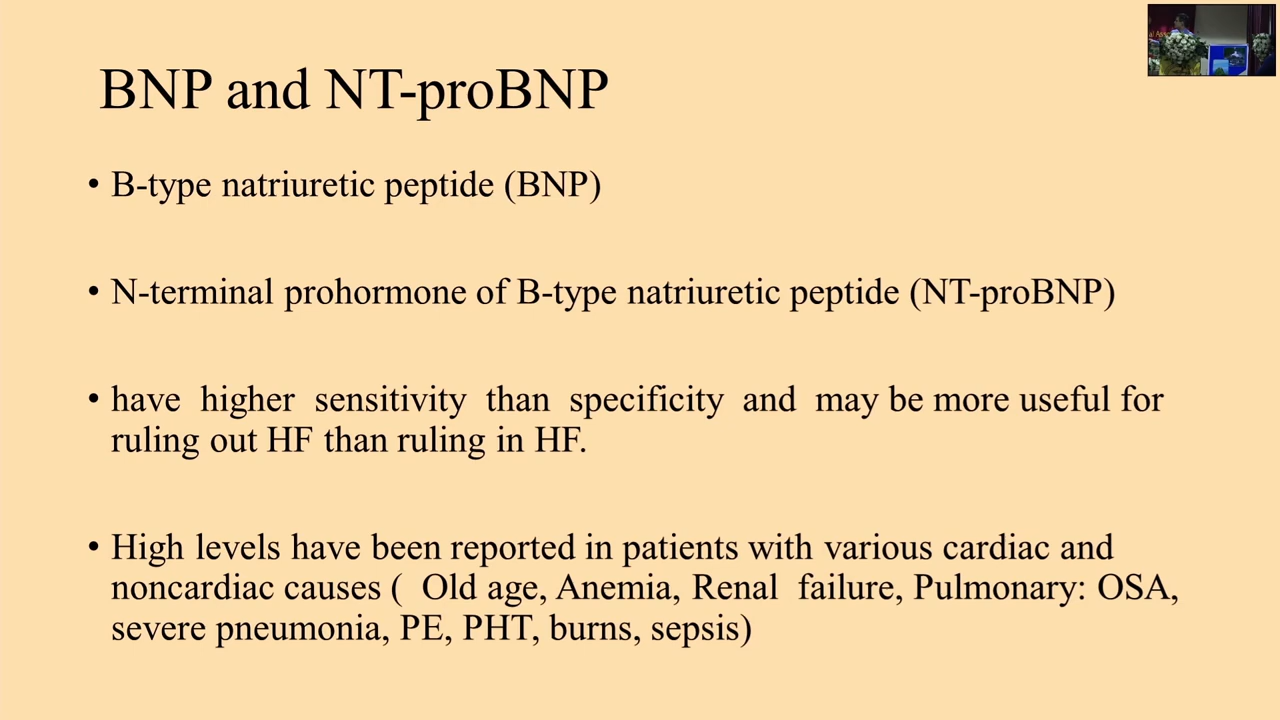 BNP and NT-proBNP
• B-type natriuretic peptide (BNP)
• N-terminal prohormone of B-type natriuretic peptide (NT-proBNP)
• have higher sensitivity than specificity and may be more useful for
ruling out HF than ruling in HF.
• High levels have been reported in patients with various cardiac and
noncardiac causes ( Old age, Anemia, Renal failure, Pulmonary: OSA,
severe pneumonia, PE, PHT, burns, sepsis)